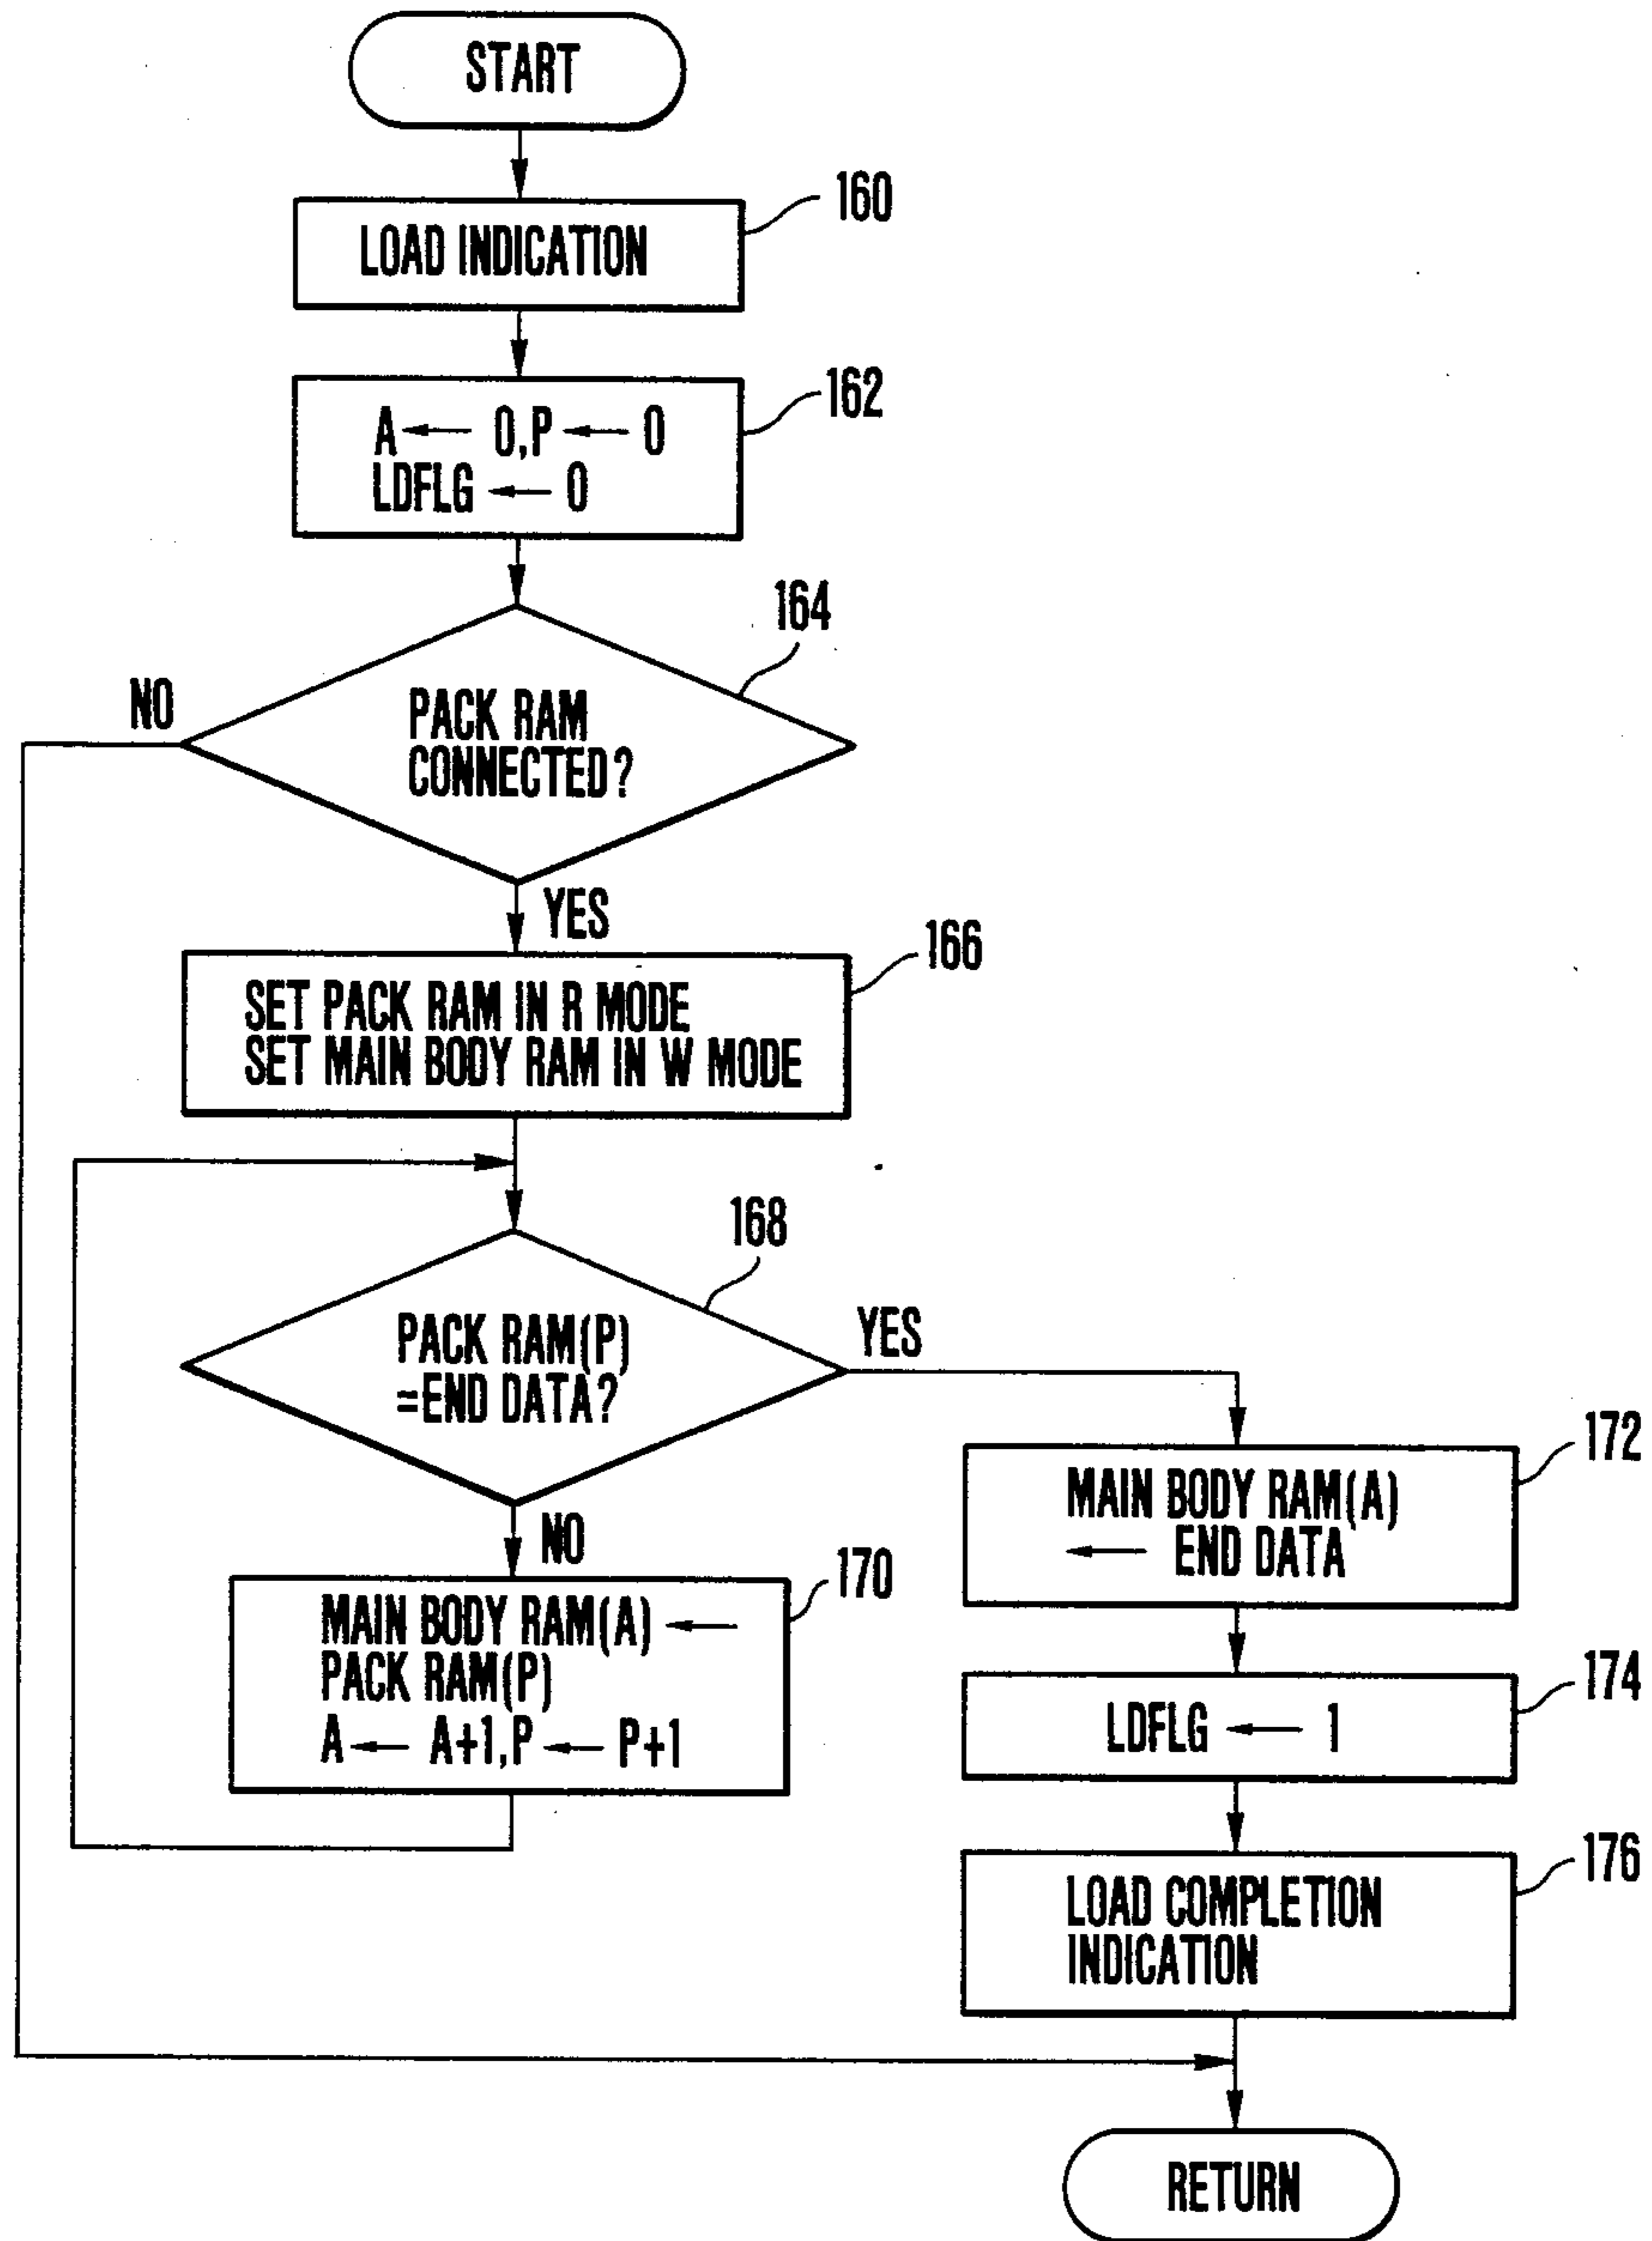 START
160
LOAD INDICATION
162
A ← 0, P ← 0
LDFLG ← 0
164
NO
PACK RAM
CONNECTED?
YES
166
SET PACK RAM IN R MODE
SET MAIN BODY RAM IN W MODE
168
PACK RAM(P)
=END DATA?
YES
NO
170
MAIN BODY RAM(A) ←
PACK RAM(P)
A ← A+1, P ← P+1
172
MAIN BODY RAM(A)
← END DATA
174
LDFLG ← 1
176
LOAD COMPLETION
INDICATION
RETURN